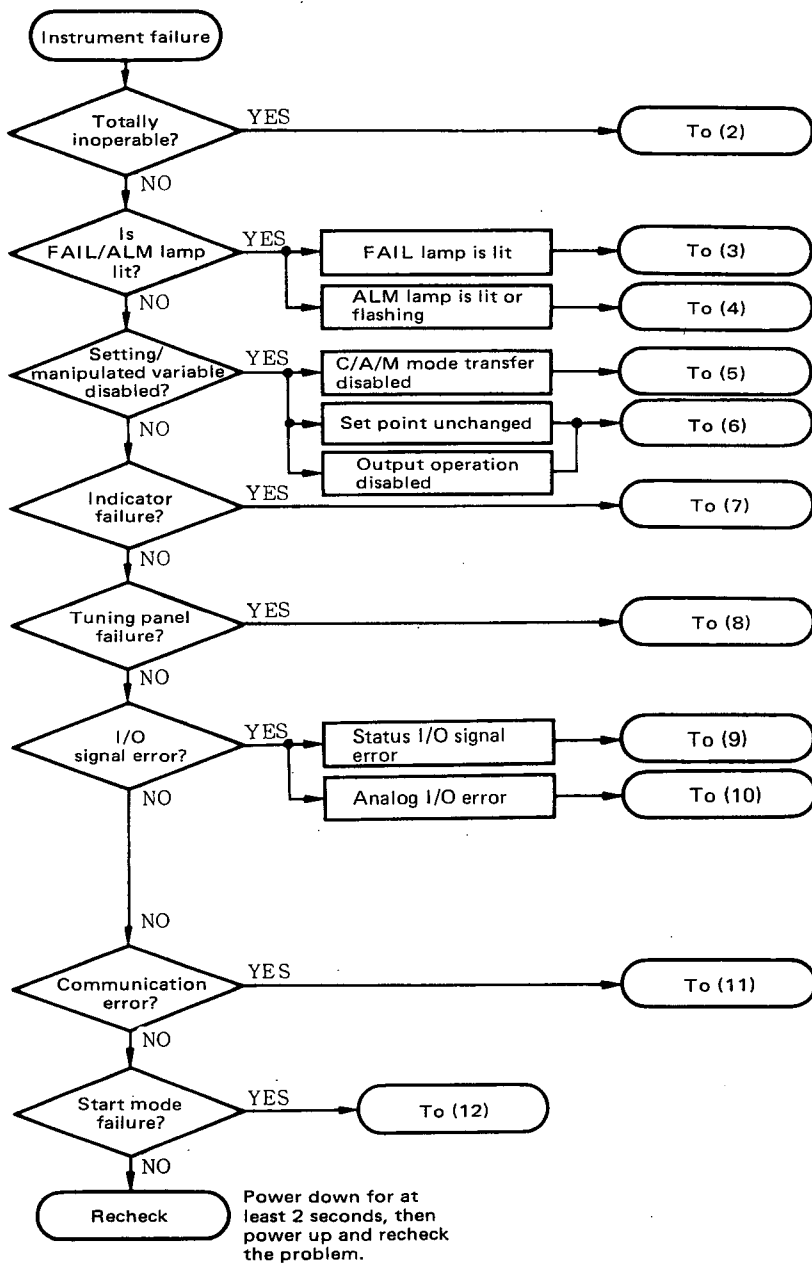 Instrument failure
Totally
inoperable?
YES
To (2)
NO
Is
FAIL/ALM lamp
lit?
YES
FAIL lamp is lit
To (3)
ALM lamp is lit or
flashing
To (4)
NO
Setting/
manipulated variable
disabled?
YES
C/A/M mode transfer
disabled
To (5)
Set point unchanged
To (6)
Output operation
disabled
NO
Indicator
failure?
YES
To (7)
NO
Tuning panel
failure?
YES
To (8)
NO
I/O
signal error?
YES
Status I/O signal
error
To (9)
Analog I/O error
To (10)
NO
Communication
error?
YES
To (11)
NO
Start mode
failure?
YES
To (12)
NO
Recheck
Power down for at
least 2 seconds, then
power up and recheck
the problem.